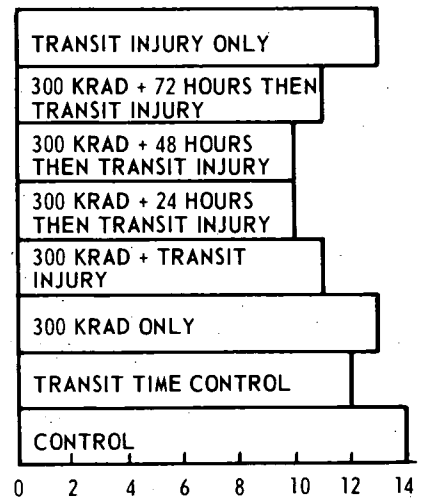 TRANSIT INJURY ONLY
300 KRAD + 72 HOURS THEN
TRANSIT INJURY
300 KRAD + 48 HOURS
THEN TRANSIT INJURY
300 KRAD + 24 HOURS
THEN TRANSIT INJURY
300 KRAD + TRANSIT
INJURY
300 KRAD ONLY
TRANSIT TIME CONTROL
CONTROL
0 2 4 6 8 10 12 14